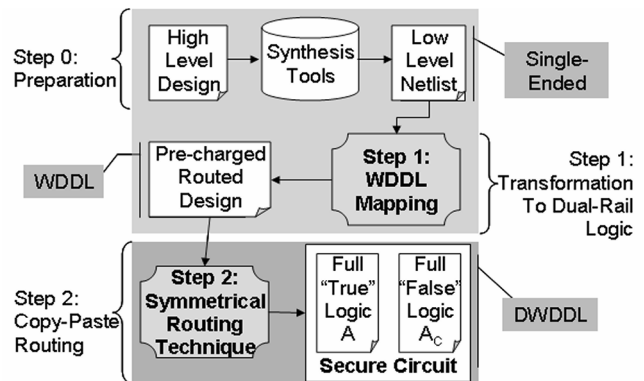 Step 0:
Preparation
High
Level
Design
Synthesis
Tools
Low
Level
Netlist
Single-
Ended
WDDL
Pre-charged
Routed
Design
Step 1:
WDDL
Mapping
Step 1:
Transformation
To Dual-Rail
Logic
Step 2:
Copy-Paste
Routing
Step 2:
Symmetrical
Routing
Technique
Full
"True"
Logic
A
Full
"False"
Logic
Ac
Secure Circuit
DWDDL